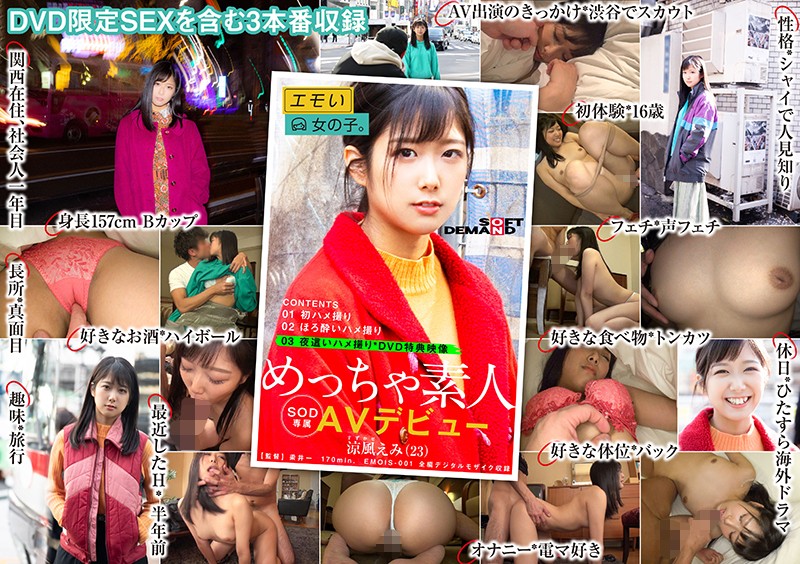 DVD限定SEXを含む3本番収録
関西在住、社会人一年目
身長157cm Bカップ
長所*真面目
好きなお酒*ハイボール
趣味*旅行
最近したH*半年前
エモい
女の子。
SOFT
ON
DEMAND
CONTENTS
01 初ハメ撮り
02 ほろ酔いハメ撮り
03 夜這いハメ撮り*DVD特典映像
めっちゃ素人
SOD
専属
AVデビュー
すずかぜ
涼風えみ(23)
【監督】梁井一 170min. EMOIS-001 全編デジタルモザイク収録
AV出演のきっかけ*渋谷でスカウト
性格*シャイで人見知り
フェチ*声フェチ
好きな食べ物*トンカツ
休日*ひたすら海外ドラマ
好きな体位*バック
オナニー*電マ好き